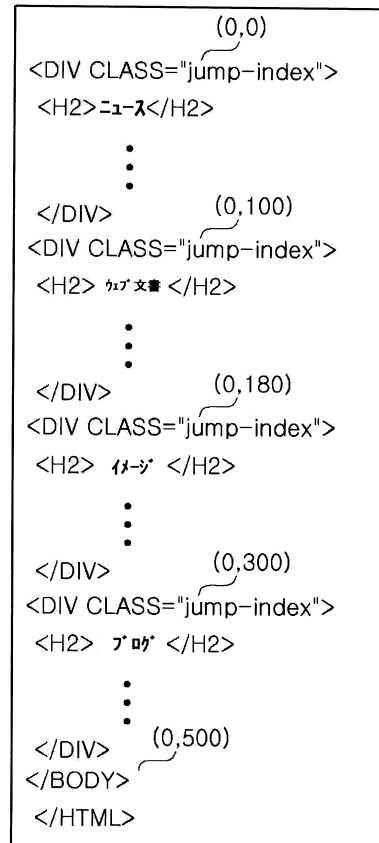 (0,0)
<DIV CLASS="jump-index">
<H2>ニュース</H2>
</DIV>
(0,100)
<DIV CLASS="jump-index">
<H2> ウェブ文書 </H2>
</DIV>
(0,180)
<DIV CLASS="jump-index">
<H2> イメージ </H2>
</DIV>
(0,300)
<DIV CLASS="jump-index">
<H2> ブログ </H2>
</DIV>
(0,500)
</BODY>
</HTML>